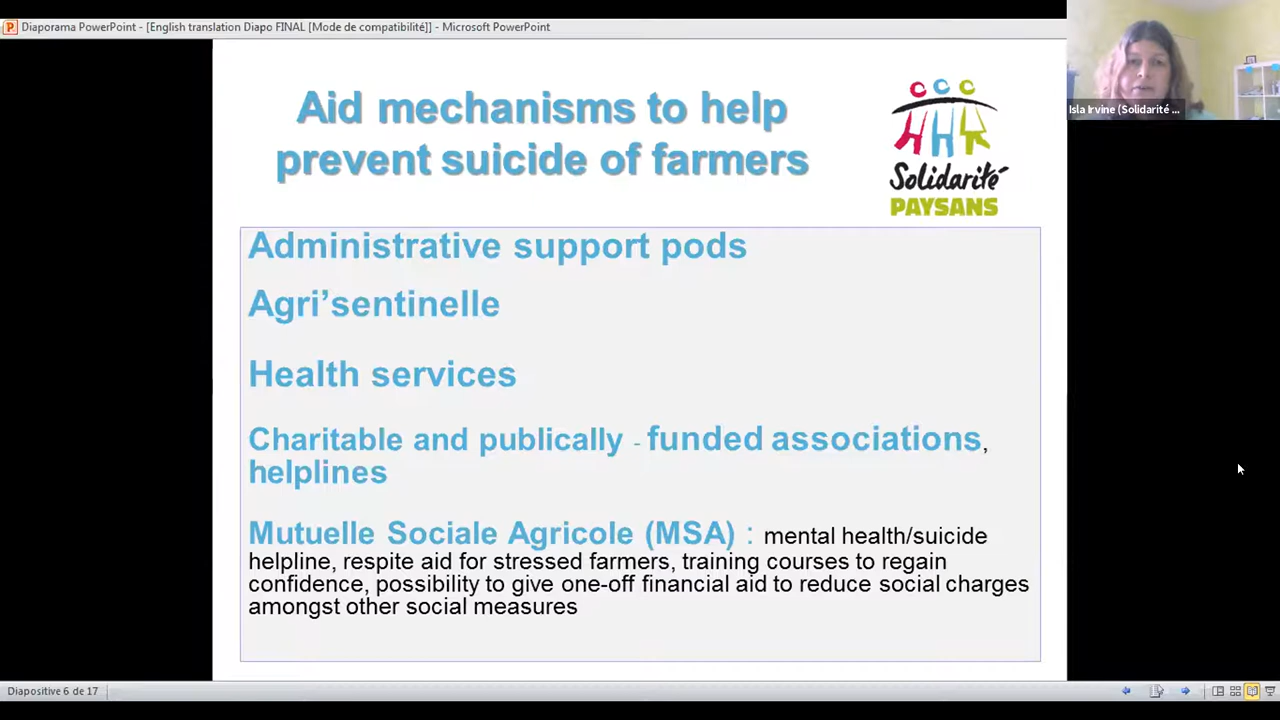 Diaporama PowerPoint - [English translation Diapo FINAL [Mode de compatibilité]] - Microsoft PowerPoint
Isla Irvine (Solidarité ...
Aid mechanisms to help
prevent suicide of farmers
Solidarité
PAYSANS
Administrative support pods
Agri’sentinelle
Health services
Charitable and publically - funded associations,
helplines
Mutuelle Sociale Agricole (MSA) : mental health/suicide
helpline, respite aid for stressed farmers, training courses to regain
confidence, possibility to give one-off financial aid to reduce social charges
amongst other social measures
Diapositive 6 de 17